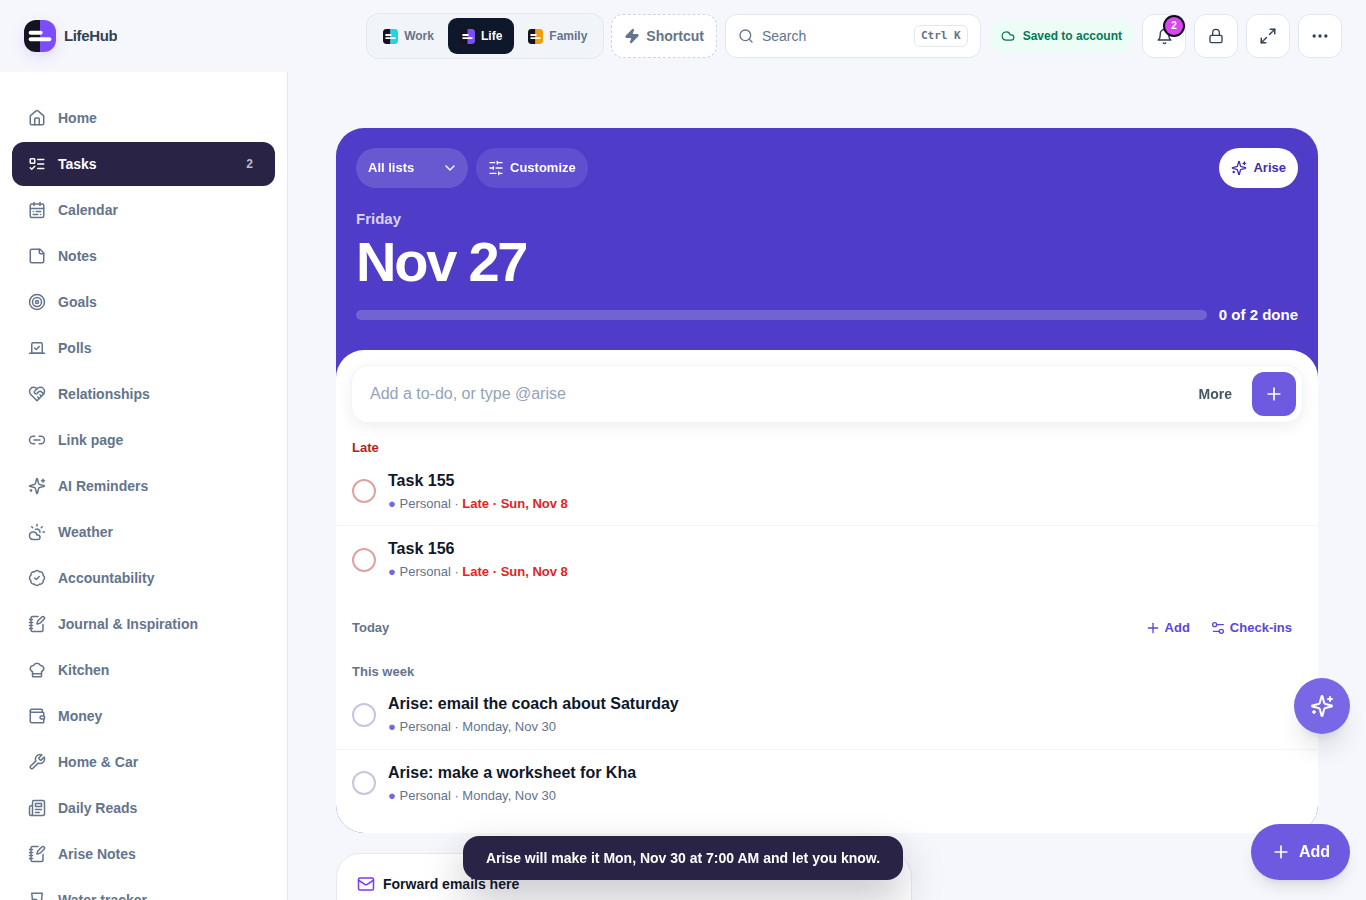 LifeHub
Work
Life
Family
Shortcut
Search
Ctrl K
Saved to account
2
Home
Tasks
2
Calendar
Notes
Goals
Polls
Relationships
Link page
AI Reminders
Weather
Accountability
Journal & Inspiration
Kitchen
Money
Home & Car
Daily Reads
Arise Notes
Water tracker
All lists
Customize
Arise
Friday
Nov 27
0 of 2 done
Add a to-do, or type @arise
More
Late
Task 155
Personal · Late · Sun, Nov 8
Task 156
Personal · Late · Sun, Nov 8
Today
Add
Check-ins
This week
Arise: email the coach about Saturday
Personal · Monday, Nov 30
Arise: make a worksheet for Kha
Personal · Monday, Nov 30
Arise will make it Mon, Nov 30 at 7:00 AM and let you know.
Add
Forward emails here